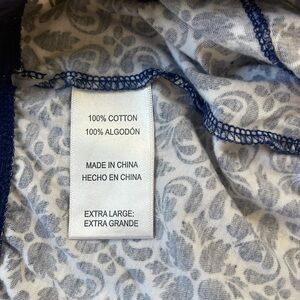 100% COTTON
100% ALGODÓN
MADE IN CHINA
HECHO EN CHINA
EXTRA LARGE:
EXTRA GRANDE